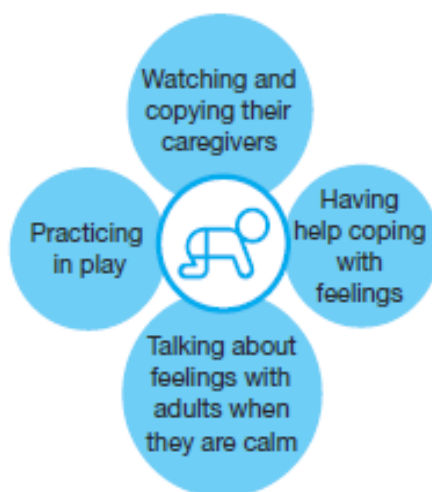 Watching and
copying their
caregivers
Practicing
in play
Having
help coping
with
feelings
Talking about
feelings with
adults when
they are calm